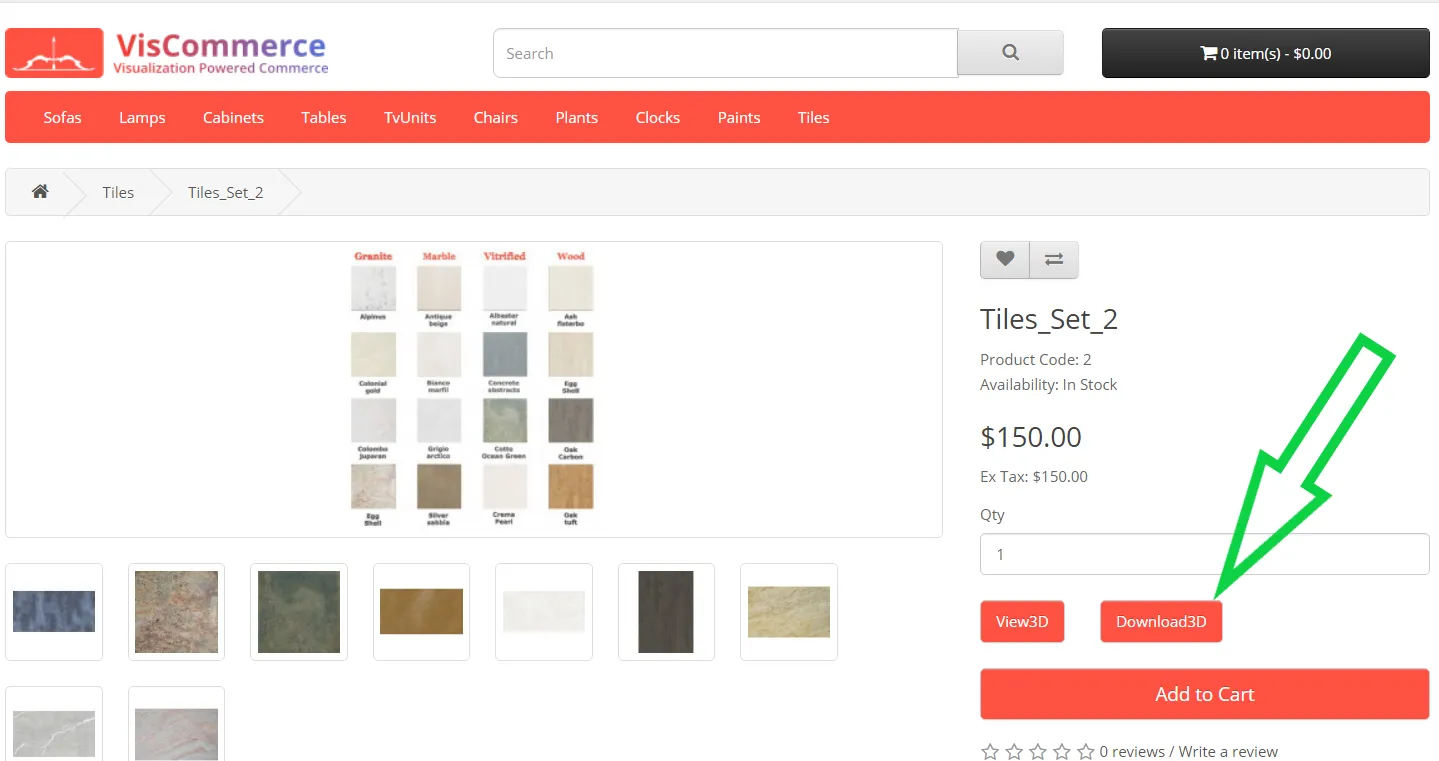 VisCommerce
Visualization Powered Commerce
Search
0 item(s) - $0.00
Sofas Lamps Cabinets Tables TvUnits Chairs Plants Clocks Paints Tiles
Tiles Tiles_Set_2
Granite Marble Vitrified Wood
Alpinus Antique beige Albester natural Ash
Colonial gold Bianco marfil Concrete abstracts Egg Shell
Colombo juparan Grigio arctico Cotto Ocean Green Oak Carbon
Egg Shell Silver sabbia Crema Pearl Oak tuft
Tiles_Set_2
Product Code: 2
Availability: In Stock
$150.00
Ex Tax: $150.00
Qty
1
View3D Download3D
Add to Cart
0 reviews / Write a review